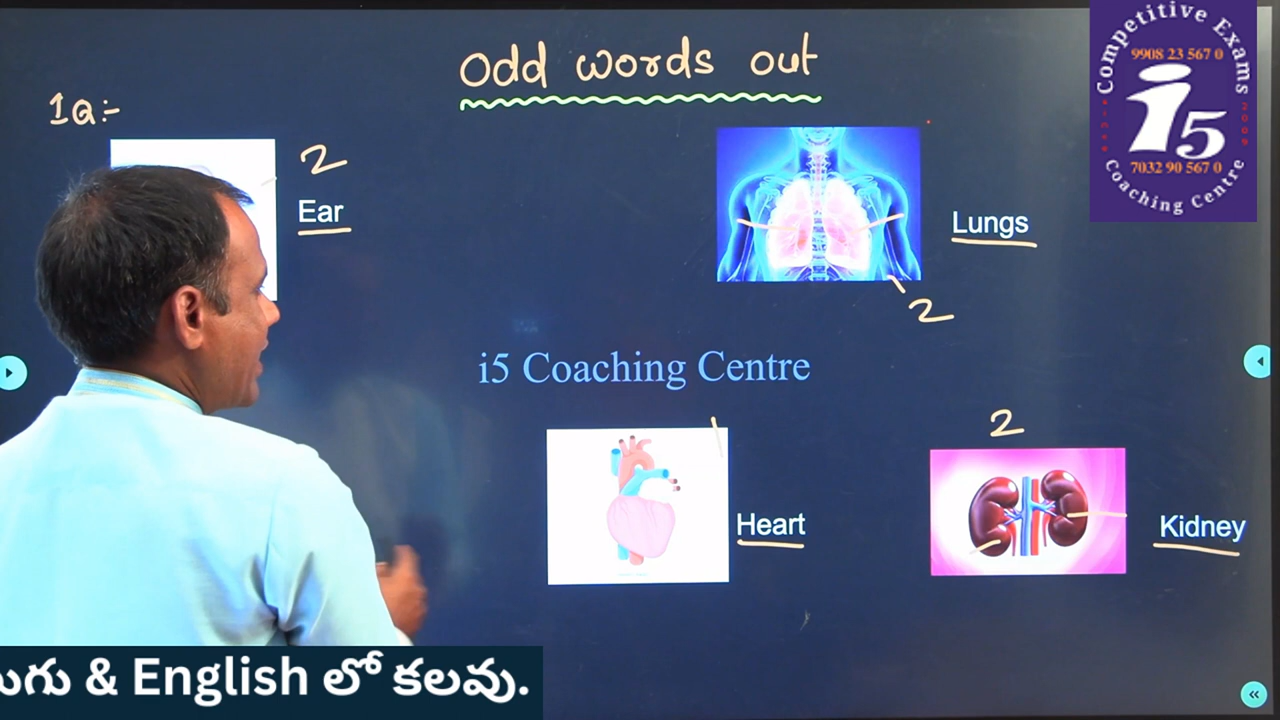 Odd words out
1Q:-
2
Ear
Lungs
2
i5 Coaching Centre
Heart
2
Kidney
Competitive Exams
9908 23 567 0
i5
7032 90 567 0
Coaching Centre
& English లో కలవు.